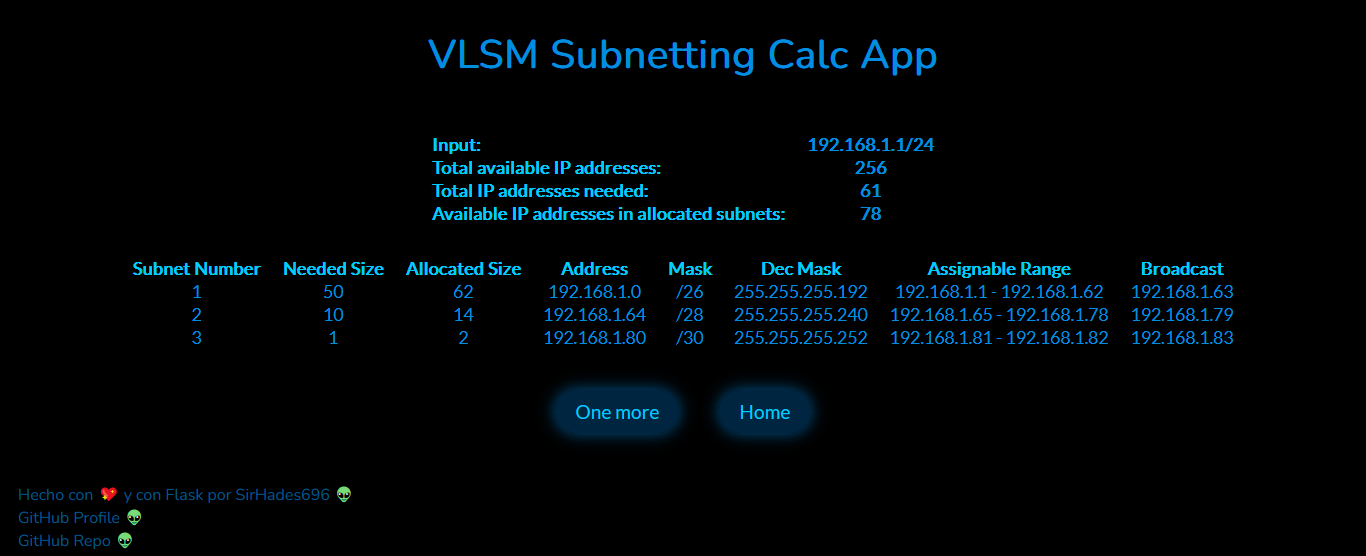 VLSM Subnetting Calc App
Input: 192.168.1.1/24
Total available IP addresses: 256
Total IP addresses needed: 61
Available IP addresses in allocated subnets: 78
Subnet Number Needed Size Allocated Size Address Mask Dec Mask Assignable Range Broadcast
1 50 62 192.168.1.0 /26 255.255.255.192 192.168.1.1 - 192.168.1.62 192.168.1.63
2 10 14 192.168.1.64 /28 255.255.255.240 192.168.1.65 - 192.168.1.78 192.168.1.79
3 1 2 192.168.1.80 /30 255.255.255.252 192.168.1.81 - 192.168.1.82 192.168.1.83
One more Home
Hecho con 💖 y con Flask por SirHades696 👽
GitHub Profile 👽
GitHub Repo 👽